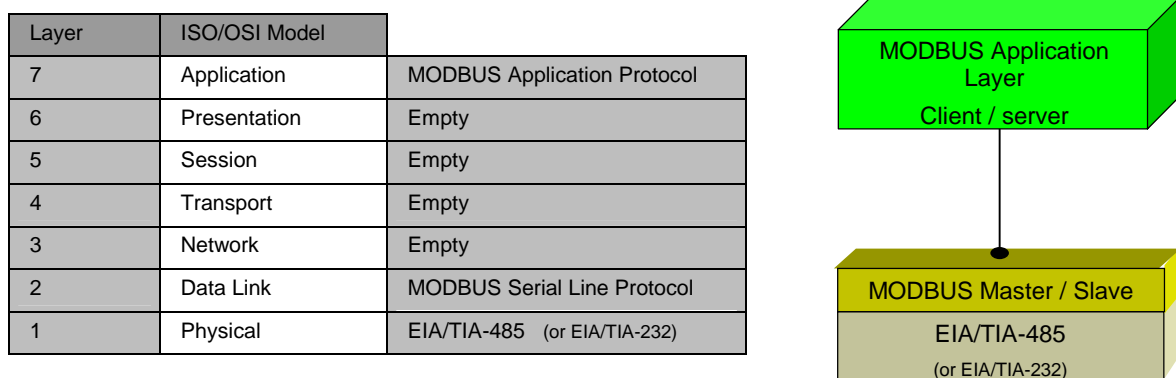 Layer ISO/OSI Model
7 Application MODBUS Application Protocol
6 Presentation Empty
5 Session Empty
4 Transport Empty
3 Network Empty
2 Data Link MODBUS Serial Line Protocol
1 Physical EIA/TIA-485 (or EIA/TIA-232)
MODBUS Application
Layer
Client / server
MODBUS Master / Slave
EIA/TIA-485
(or EIA/TIA-232)